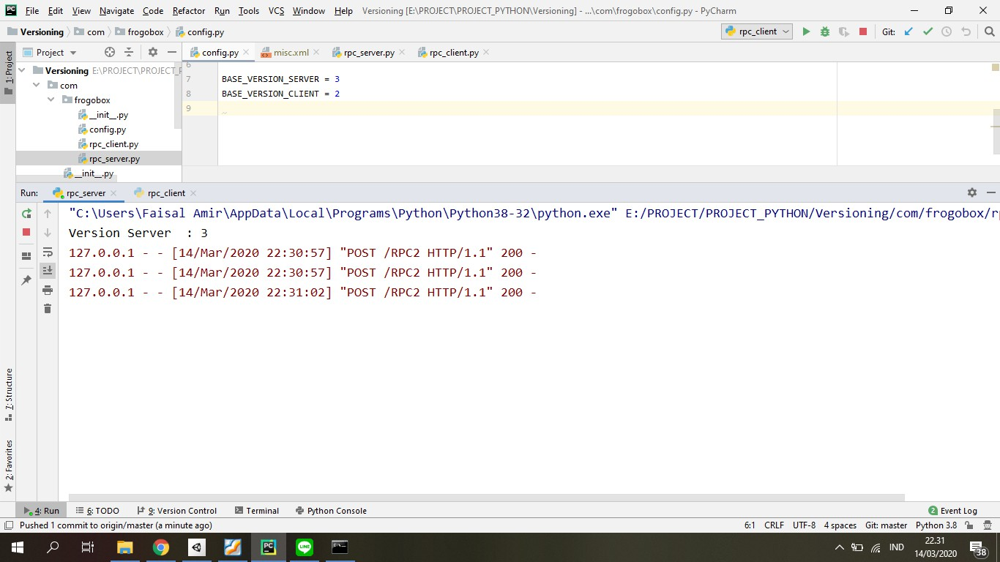 PC File Edit View Navigate Code Refactor Run Tools VCS Window Help Versioning [E:\PROJECT\PROJECT_PYTHON\Versioning] - ...\com\frogobox\config.py - PyCharm
Versioning com frogobox config.py rpc_client Git:
1: Project
Project config.py misc.xml rpc_server.py rpc_client.py
Versioning E:\PROJECT\PROJECT_P
com
frogobox
__init__.py
config.py
rpc_client.py
rpc_server.py
__init__.py
6
7 BASE_VERSION_SERVER = 3
8 BASE_VERSION_CLIENT = 2
9
Run: rpc_server rpc_client
"C:\Users\Faisal Amir\AppData\Local\Programs\Python\Python38-32\python.exe" E:/PROJECT/PROJECT_PYTHON/Versioning/com/frogobox/rp
Version Server  : 3
127.0.0.1 - - [14/Mar/2020 22:30:57] "POST /RPC2 HTTP/1.1" 200 -
127.0.0.1 - - [14/Mar/2020 22:30:57] "POST /RPC2 HTTP/1.1" 200 -
127.0.0.1 - - [14/Mar/2020 22:31:02] "POST /RPC2 HTTP/1.1" 200 -
7: Structure
2: Favorites
4: Run 6: TODO 9: Version Control Terminal Python Console 2 Event Log
Pushed 1 commit to origin/master (a minute ago) 6:1 CRLF UTF-8 4 spaces Git: master Python 3.8
PC LINE IND 22.31
14/03/2020 38